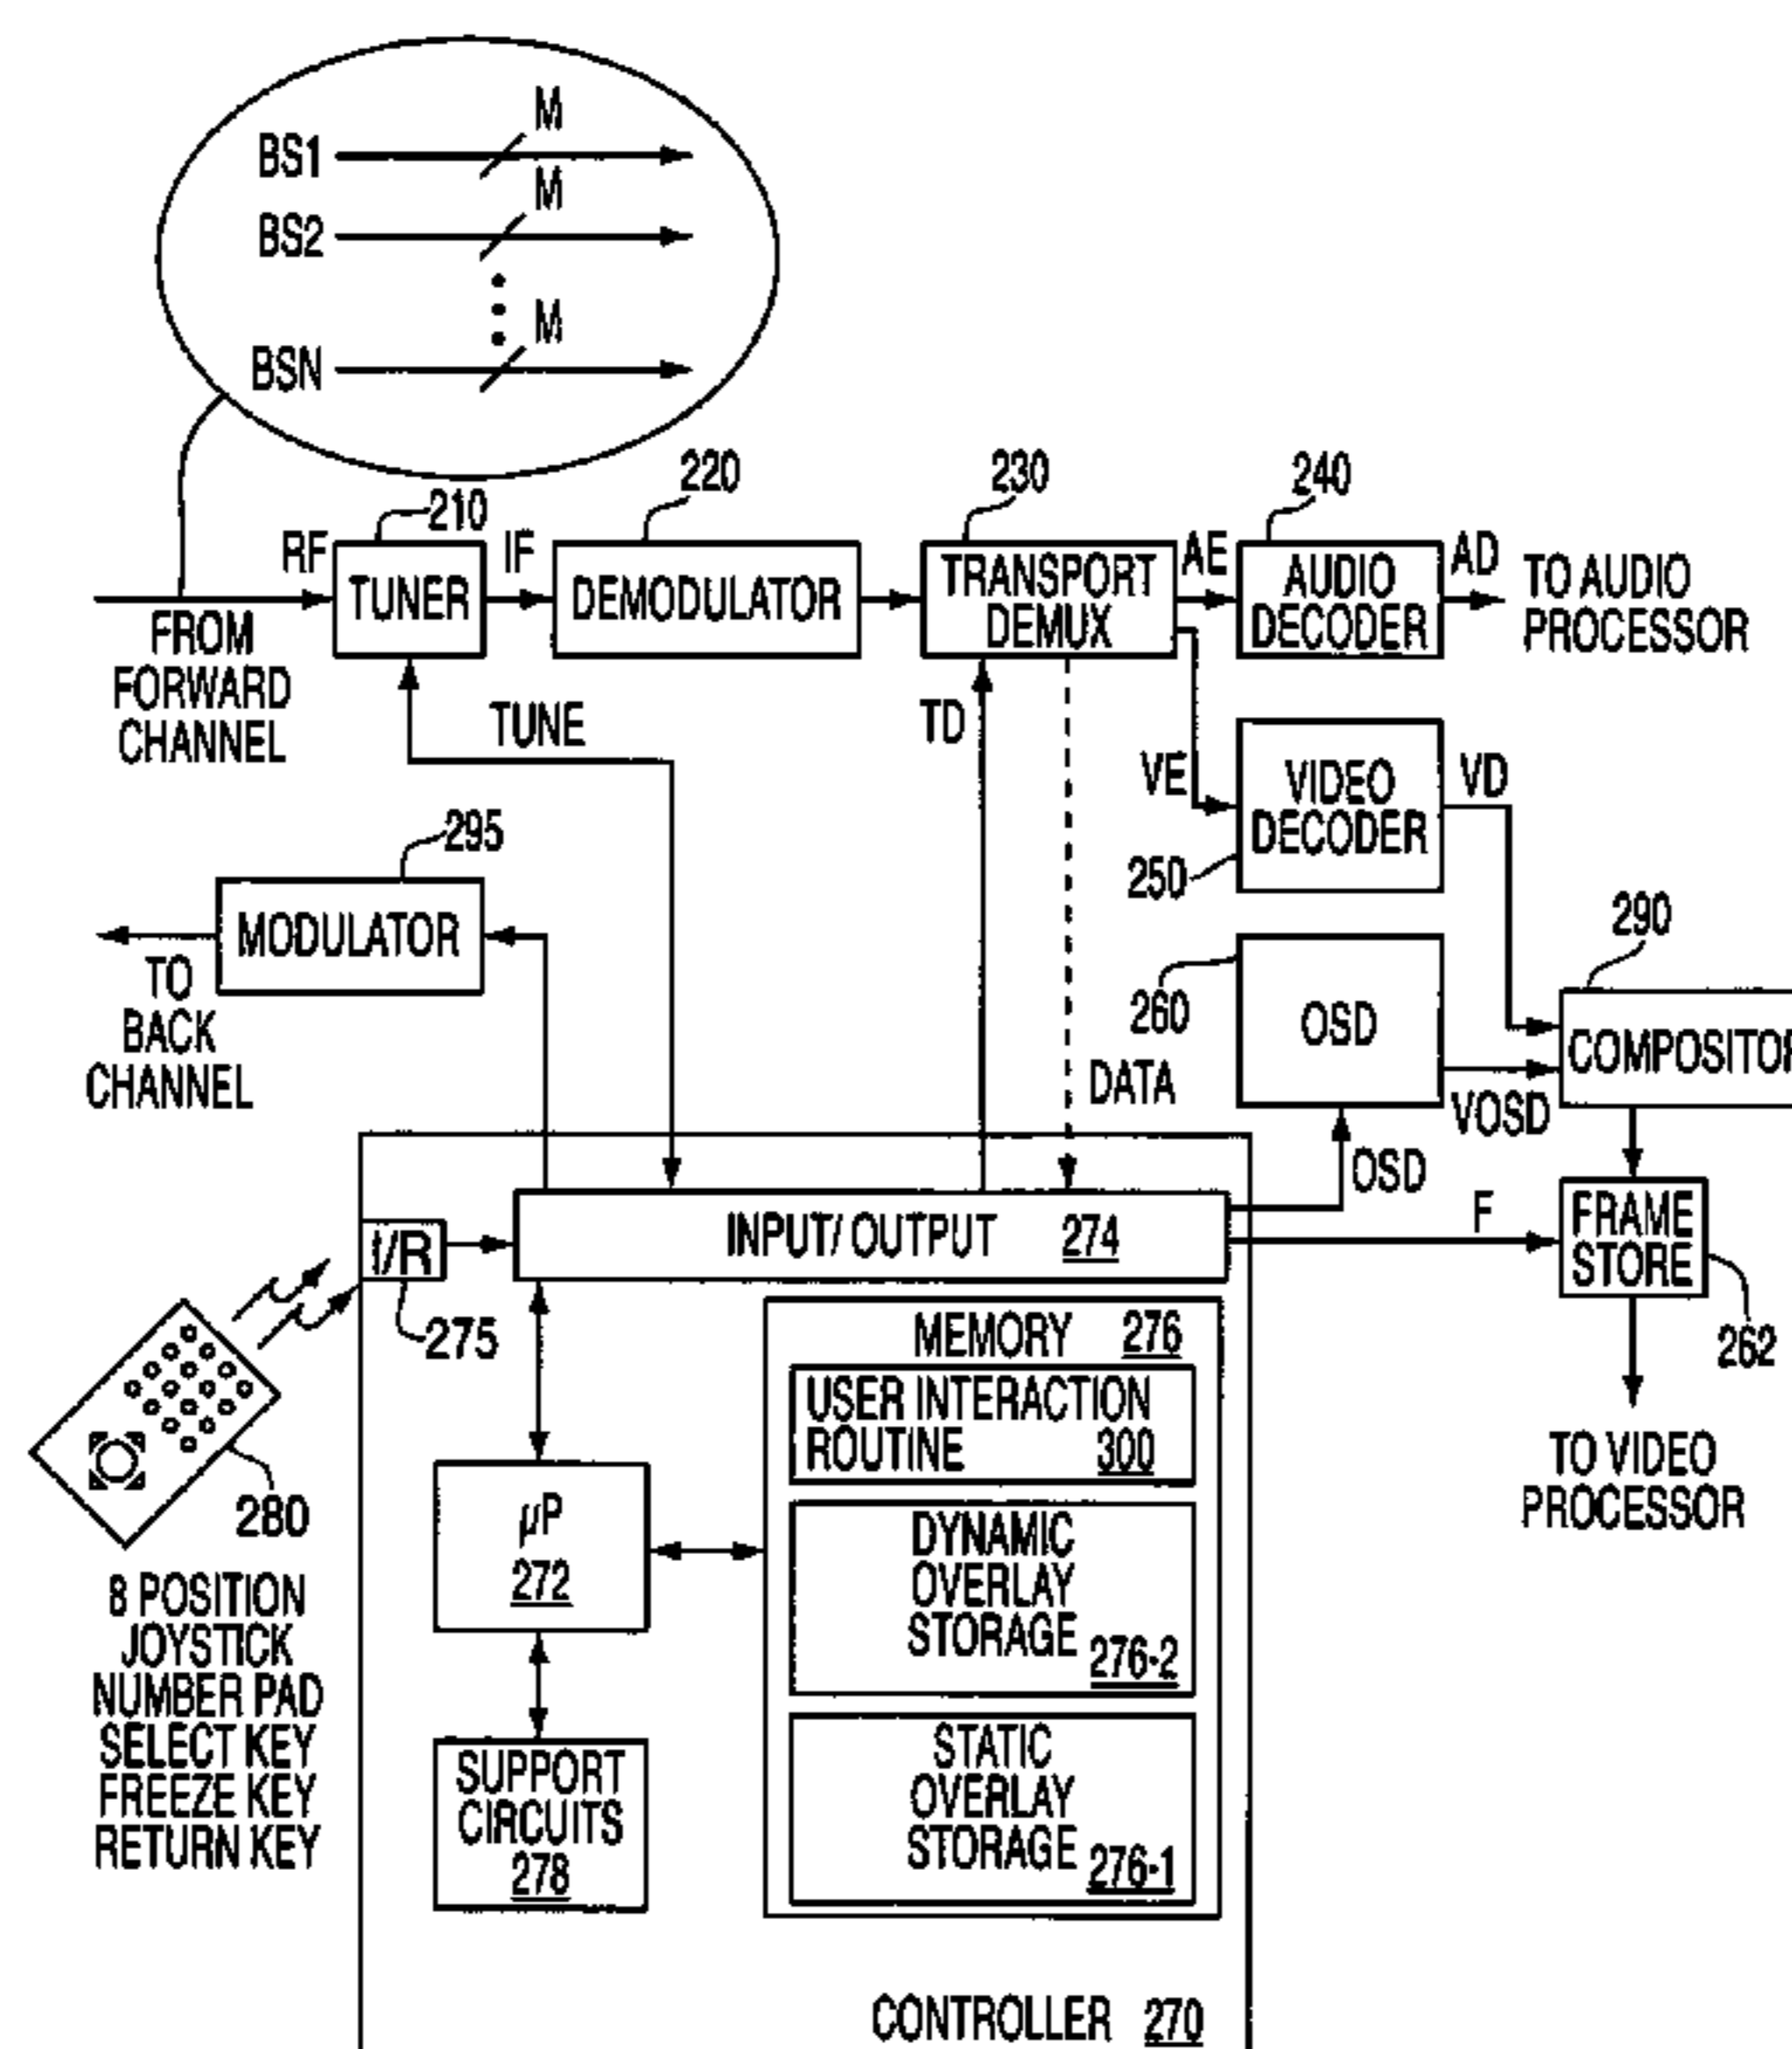 BS1
M
BS2
M
BSN
M
210
220
230
240
RF
TUNER
IF
DEMODULATOR
TRANSPORT
DEMUX
AE
AUDIO
DECODER
AD
TO AUDIO
PROCESSOR
FROM
FORWARD
CHANNEL
TUNE
TD
VE
VIDEO
DECODER
VD
250
295
MODULATOR
TO
BACK
CHANNEL
DATA
260
OSD
290
COMPOSITOR
VOSD
OSD
F
FRAME
STORE
262
TO VIDEO
PROCESSOR
I/R
275
INPUT/ OUTPUT 274
MEMORY 276
USER INTERACTION
ROUTINE 300
DYNAMIC
OVERLAY
STORAGE
276-2
STATIC
OVERLAY
STORAGE
276-1
µP
272
SUPPORT
CIRCUITS
278
280
8 POSITION
JOYSTICK
NUMBER PAD
SELECT KEY
FREEZE KEY
RETURN KEY
CONTROLLER 270